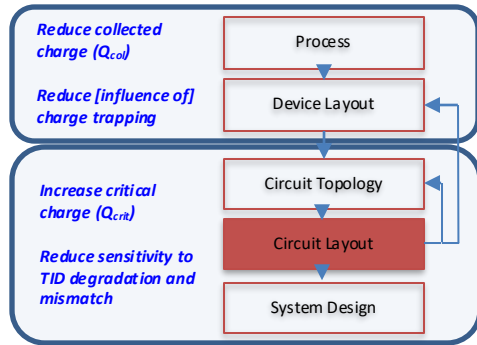 Reduce collected
charge (Qcol)
Process
Reduce [influence of]
charge trapping
Device Layout
Increase critical
charge (Qcrit)
Circuit Topology
Reduce sensitivity to
TID degradation and
mismatch
Circuit Layout
System Design